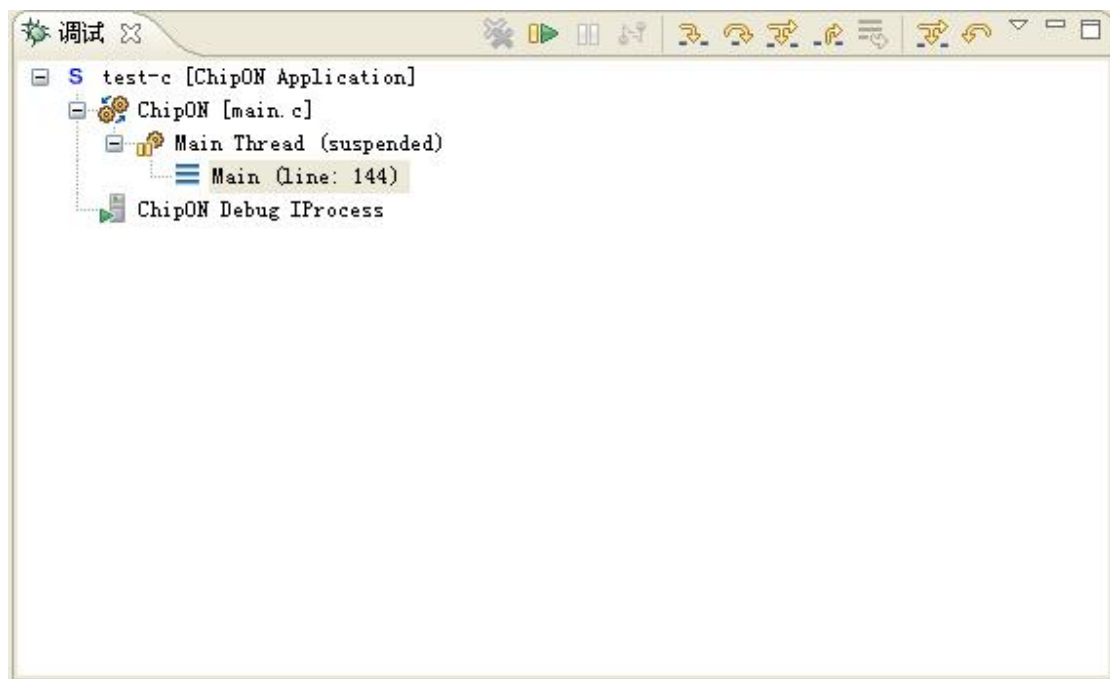 调试
S test-c [ChipON Application]
ChipON [main.c]
Main Thread (suspended)
Main (line: 144)
ChipON Debug IProcess